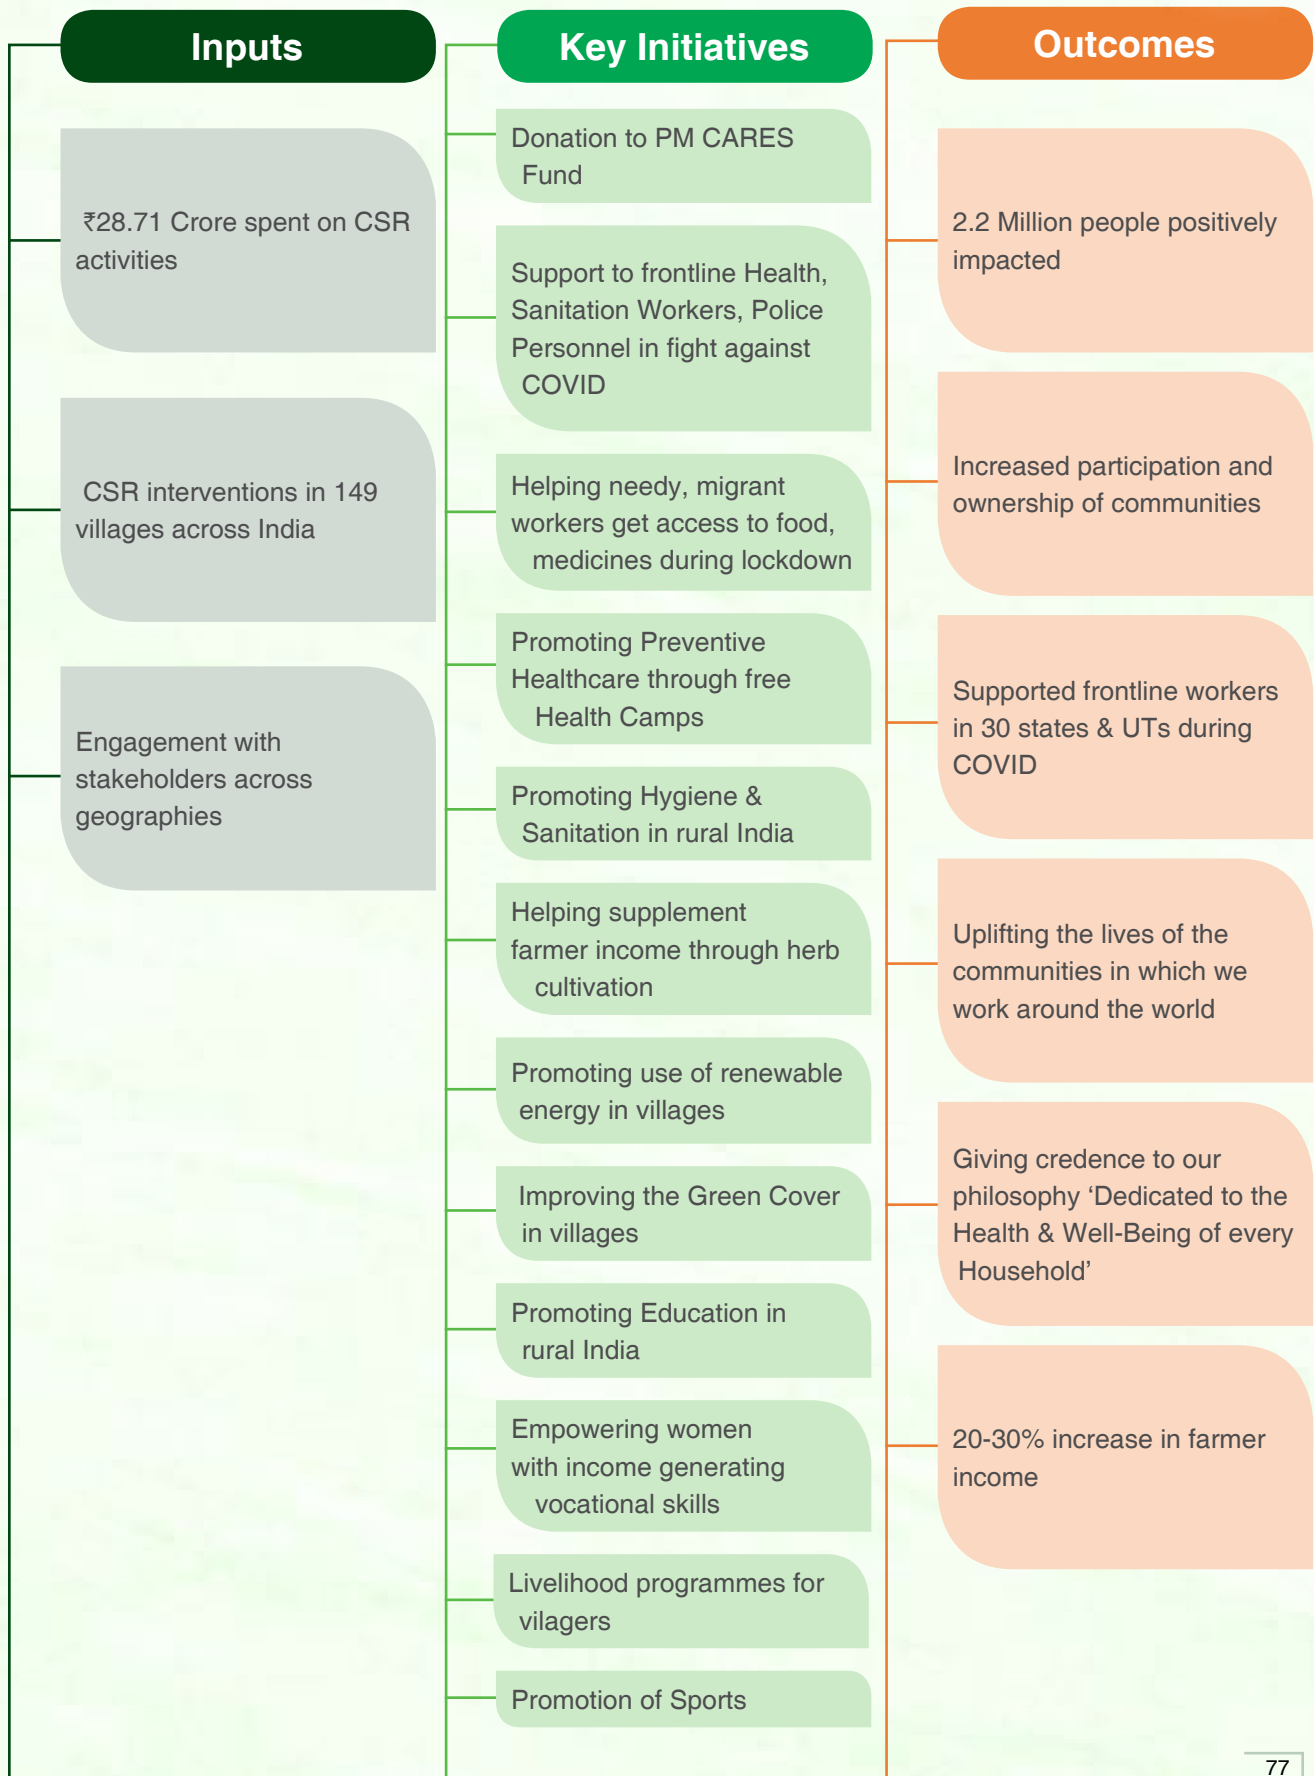 Inputs
₹28.71 Crore spent on CSR
activities
CSR interventions in 149
villages across India
Engagement with
stakeholders across
geographies
Key Initiatives
Donation to PM CARES
Fund
Support to frontline Health,
Sanitation Workers, Police
Personnel in fight against
COVID
Helping needy, migrant
workers get access to food,
medicines during lockdown
Promoting Preventive
Healthcare through free
Health Camps
Promoting Hygiene &
Sanitation in rural India
Helping supplement
farmer income through herb
cultivation
Promoting use of renewable
energy in villages
Improving the Green Cover
in villages
Promoting Education in
rural India
Empowering women
with income generating
vocational skills
Livelihood programmes for
vilagers
Promotion of Sports
Outcomes
2.2 Million people positively
impacted
Increased participation and
ownership of communities
Supported frontline workers
in 30 states & UTs during
COVID
Uplifting the lives of the
communities in which we
work around the world
Giving credence to our
philosophy ‘Dedicated to the
Health & Well-Being of every
Household’
20-30% increase in farmer
income
77